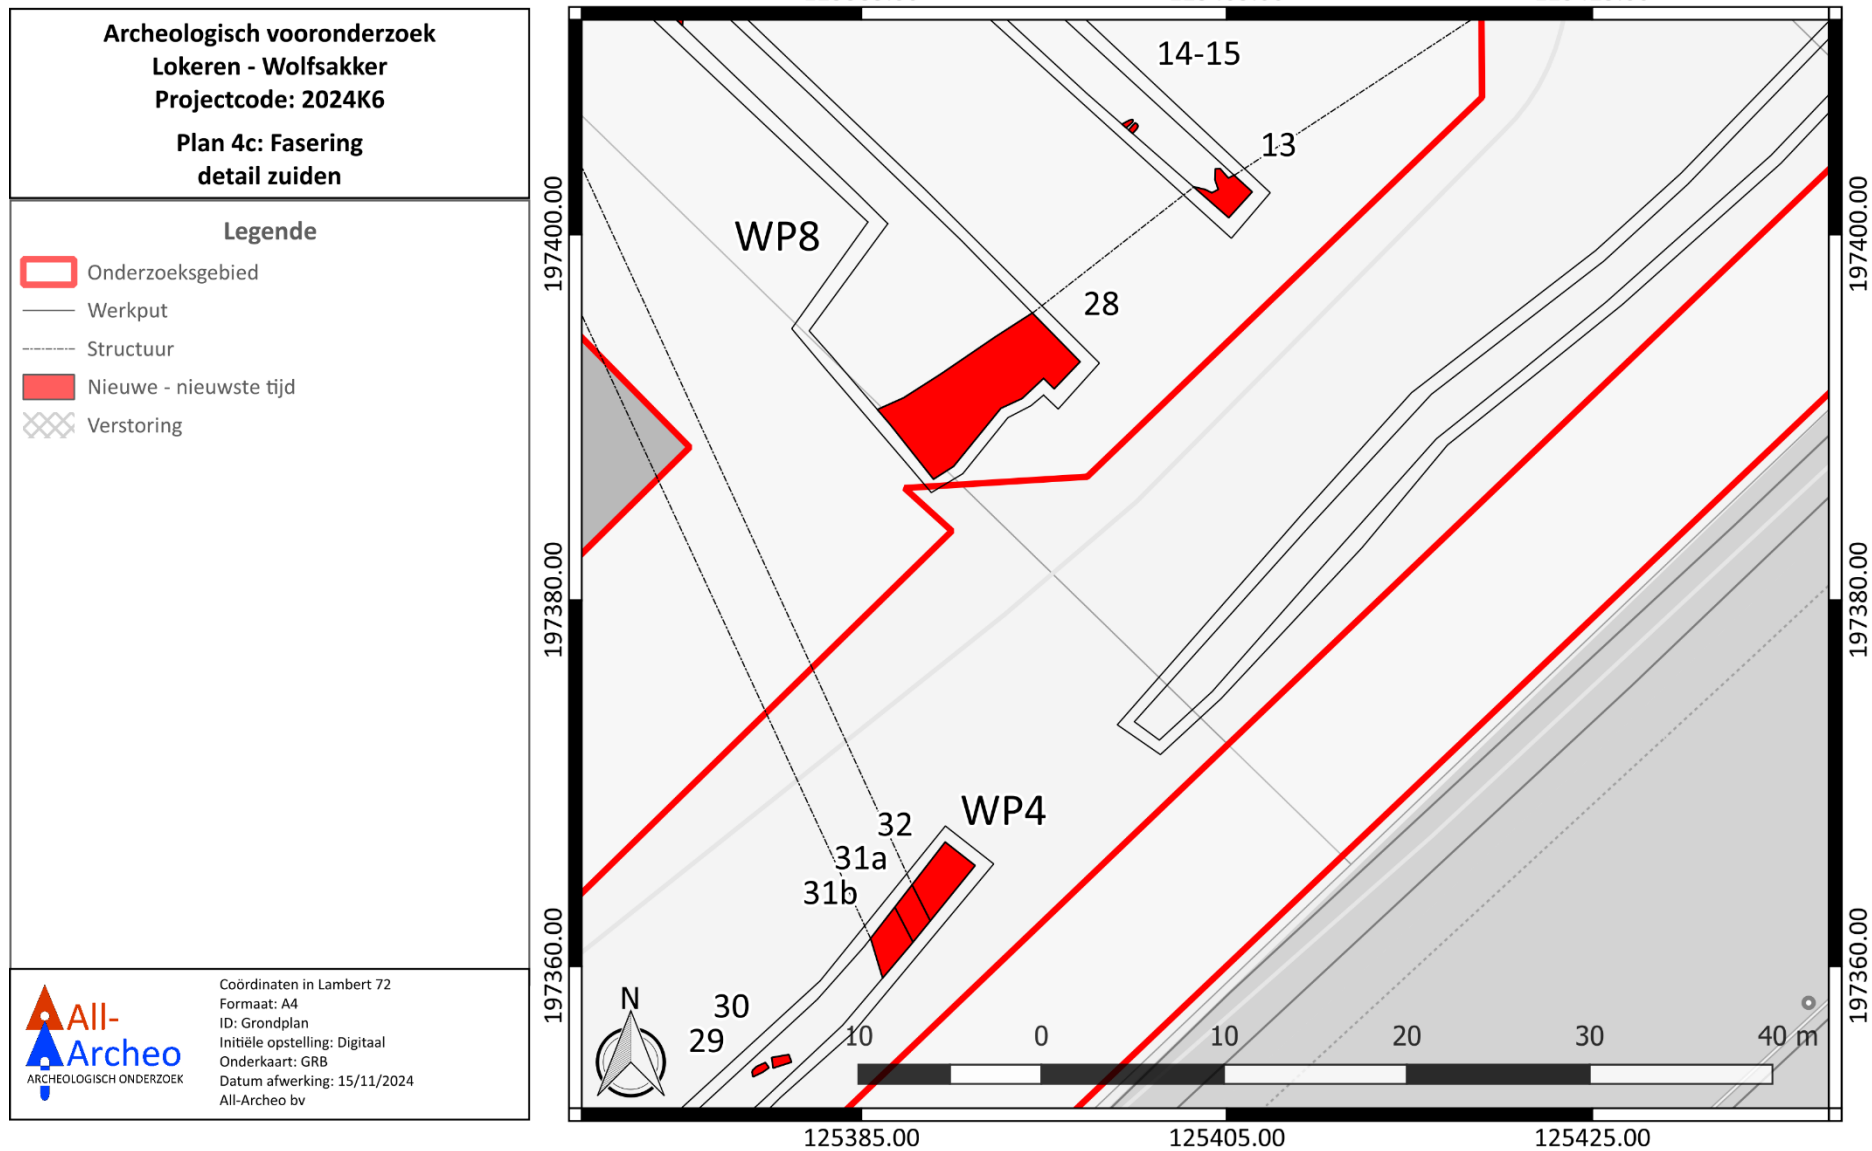 Archeologisch vooronderzoek
Lokeren - Wolfsakker
Projectcode: 2024K6
Plan 4c: Fasering
detail zuiden
Legende
Onderzoeksgebied
Werkput
Structuur
Nieuwe - nieuwste tijd
Verstoring
All-
Archeo
ARCHEOLOGISCH ONDERZOEK
Coördinaten in Lambert 72
Formaat: A4
ID: Grondplan
Initiële opstelling: Digitaal
Onderkaart: GRB
Datum afwerking: 15/11/2024
All-Archeo bv
14-15
13
WP8
28
197400.00
197400.00
197380.00
197380.00
WP4
32
31a
31b
197360.00
197360.00
30
29
N
10 0 10 20 30 40 m
125385.00 125405.00 125425.00